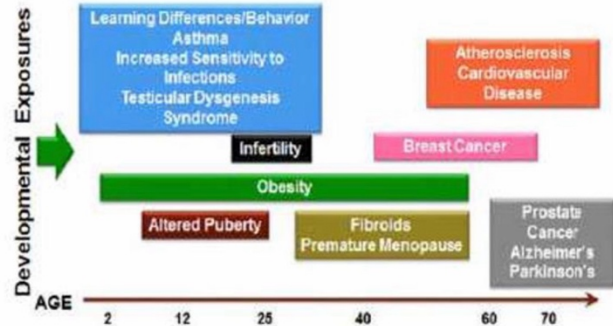 Developmental Exposures
Learning Differences/Behavior
Asthma
Increased Sensitivity to
Infections
Testicular Dysgenesis
Syndrome
Atherosclerosis
Cardiovascular
Disease
Infertility
Breast Cancer
Obesity
Altered Puberty
Fibroids
Premature Menopause
Prostate
Cancer
Alzheimer's
Parkinson's
AGE
2 12 25 40 60 70